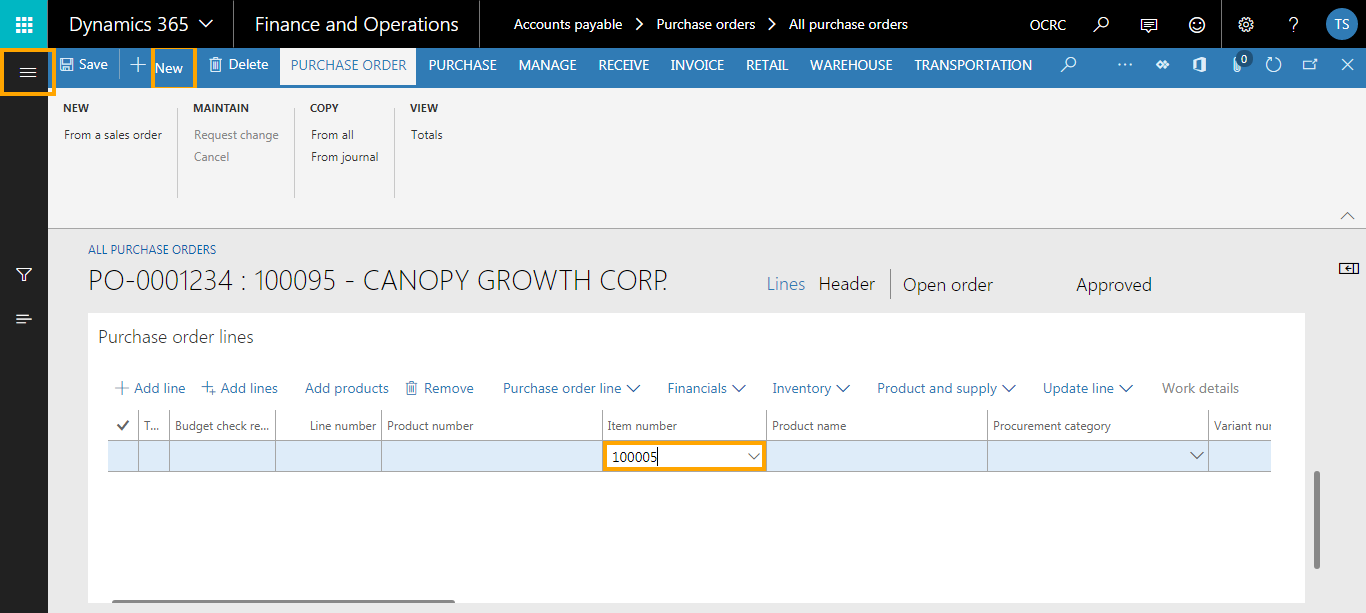 Dynamics 365 Finance and Operations Accounts payable Purchase orders All purchase orders OCRC ? TS
Save New Delete PURCHASE ORDER PURCHASE MANAGE RECEIVE INVOICE RETAIL WAREHOUSE TRANSPORTATION ... 0
NEW MAINTAIN COPY VIEW
From a sales order Request change From all Totals
Cancel From journal
ALL PURCHASE ORDERS
PO-0001234 : 100095 - CANOPY GROWTH CORP. Lines Header Open order Approved
Purchase order lines
Add line Add lines Add products Remove Purchase order line Financials Inventory Product and supply Update line Work details
T... Budget check re... Line number Product number Item number Product name Procurement category Variant nu
100005